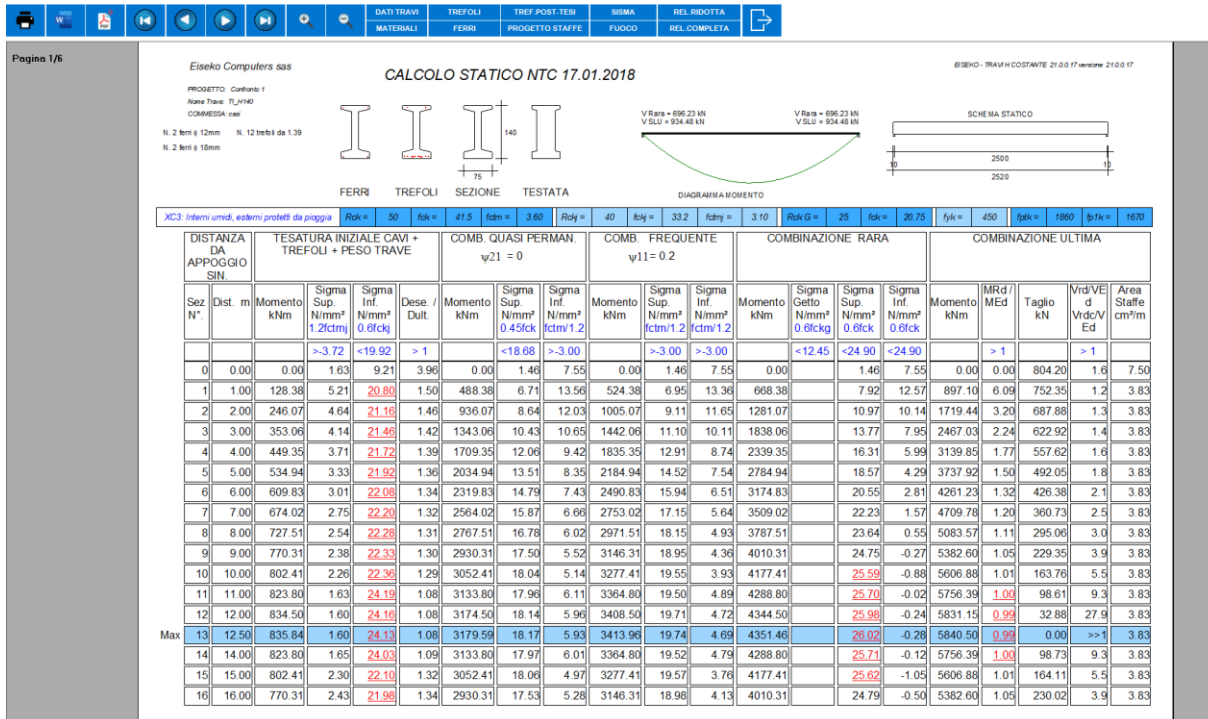 DATI TRAVI TREFOLI TREF.POST-TESI SISMA REL.RIDOTTA
MATERIALI FERRI PROGETTO STAFFE FUOCO REL.COMPLETA
Pagina 1/6
Eiseko Computers sas
CALCOLO STATICO NTC 17.01.2018
EISEKO - TRAVI H COSTANTE 21.0.0.17 versione 21.0.0.17
PROGETTO: Confronto 1
Nome Trave: TI_H140
COMMESSA: casi
N. 2 ferri ϕ 12mm N. 12 trefoli da 1.39
N. 2 ferri ϕ 18mm
140
75
FERRI TREFOLI SEZIONE TESTATA
V Rara = 696.23 kN V Rara = 696.23 kN
V SLU = 934.48 kN V SLU = 934.48 kN
DIAGRAMMA MOMENTO
SCHEMA STATICO
2500
10 10
2520
XC3: Interni umidi, esterni protetti da pioggia Rck = 50 fck = 41.5 fctm = 3.60 Rckj = 40 fckj = 33.2 fctmj = 3.10 Rck G = 25 fck = 20.75 fyk = 450 fptk = 1860 fp1k = 1670
DISTANZA DA APPOGGIO SIN. TESATURA INIZIALE CAVI + TREFOLI + PESO TRAVE COMB. QUASI PERMAN. ψ21 = 0 COMB. FREQUENTE ψ11= 0.2 COMBINAZIONE RARA COMBINAZIONE ULTIMA
Sez N°. Dist. m Momento kNm Sigma Sup. N/mm² 1.2fctmj Sigma Inf. N/mm² 0.6fckj Dese. / Dult. Momento kNm Sigma Sup. N/mm² 0.45fck Sigma Inf. N/mm² fctm/1.2 Momento kNm Sigma Sup. N/mm² fctm/1.2 Sigma Inf. N/mm² fctm/1.2 Momento kNm Sigma Getto N/mm² 0.6fckg Sigma Sup. N/mm² 0.6fck Sigma Inf. N/mm² 0.6fck Momento kNm MRd / MEd Taglio kN Vrd/VEd Vrdc/VEd Area Staffe cm²/m
>-3.72 <19.92 > 1 <18.68 >-3.00 >-3.00 >-3.00 <12.45 <24.90 <24.90 > 1 > 1
0 0.00 0.00 1.63 9.21 3.96 0.00 1.46 7.55 0.00 1.46 7.55 0.00 1.46 7.55 0.00 0.00 804.20 1.6 7.50
1 1.00 128.38 5.21 20.80 1.50 488.38 6.71 13.56 524.38 6.95 13.36 668.38 7.92 12.57 897.10 6.09 752.35 1.2 3.83
2 2.00 246.07 4.64 21.16 1.46 936.07 8.64 12.03 1005.07 9.11 11.65 1281.07 10.97 10.14 1719.44 3.20 687.88 1.3 3.83
3 3.00 353.06 4.14 21.46 1.42 1343.06 10.43 10.65 1442.06 11.10 10.11 1838.06 13.77 7.95 2467.03 2.24 622.92 1.4 3.83
4 4.00 449.35 3.71 21.72 1.39 1709.35 12.06 9.42 1835.35 12.91 8.74 2339.35 16.31 5.99 3139.85 1.77 557.62 1.6 3.83
5 5.00 534.94 3.33 21.92 1.36 2034.94 13.51 8.35 2184.94 14.52 7.54 2784.94 18.57 4.29 3737.92 1.50 492.05 1.8 3.83
6 6.00 609.83 3.01 22.08 1.34 2319.83 14.79 7.43 2490.83 15.94 6.51 3174.83 20.55 2.81 4261.23 1.32 426.38 2.1 3.83
7 7.00 674.02 2.75 22.20 1.32 2564.02 15.87 6.66 2753.02 17.15 5.64 3509.02 22.23 1.57 4709.78 1.20 360.73 2.5 3.83
8 8.00 727.51 2.54 22.28 1.31 2767.51 16.78 6.02 2971.51 18.15 4.93 3787.51 23.64 0.55 5083.57 1.11 295.06 3.0 3.83
9 9.00 770.31 2.38 22.33 1.30 2930.31 17.50 5.52 3146.31 18.95 4.36 4010.31 24.75 -0.27 5382.60 1.05 229.35 3.9 3.83
10 10.00 802.41 2.26 22.36 1.29 3052.41 18.04 5.14 3277.41 19.55 3.93 4177.41 25.59 -0.88 5606.88 1.01 163.76 5.5 3.83
11 11.00 823.80 1.63 24.19 1.08 3133.80 17.96 6.11 3364.80 19.50 4.89 4288.80 25.70 -0.02 5756.39 1.00 98.61 9.3 3.83
12 12.00 834.50 1.60 24.16 1.08 3174.50 18.14 5.96 3408.50 19.71 4.72 4344.50 25.98 -0.24 5831.15 0.99 32.88 27.9 3.83
Max 13 12.50 835.84 1.60 24.13 1.08 3179.59 18.17 5.93 3413.96 19.74 4.69 4351.46 26.02 -0.28 5840.50 0.99 0.00 >>1 3.83
14 14.00 823.80 1.65 24.03 1.09 3133.80 17.97 6.01 3364.80 19.52 4.79 4288.80 25.71 -0.12 5756.39 1.00 98.73 9.3 3.83
15 15.00 802.41 2.30 22.10 1.32 3052.41 18.06 4.97 3277.41 19.57 3.76 4177.41 25.62 -1.05 5606.88 1.01 164.11 5.5 3.83
16 16.00 770.31 2.43 21.98 1.34 2930.31 17.53 5.28 3146.31 18.98 4.13 4010.31 24.79 -0.50 5382.60 1.05 230.02 3.9 3.83